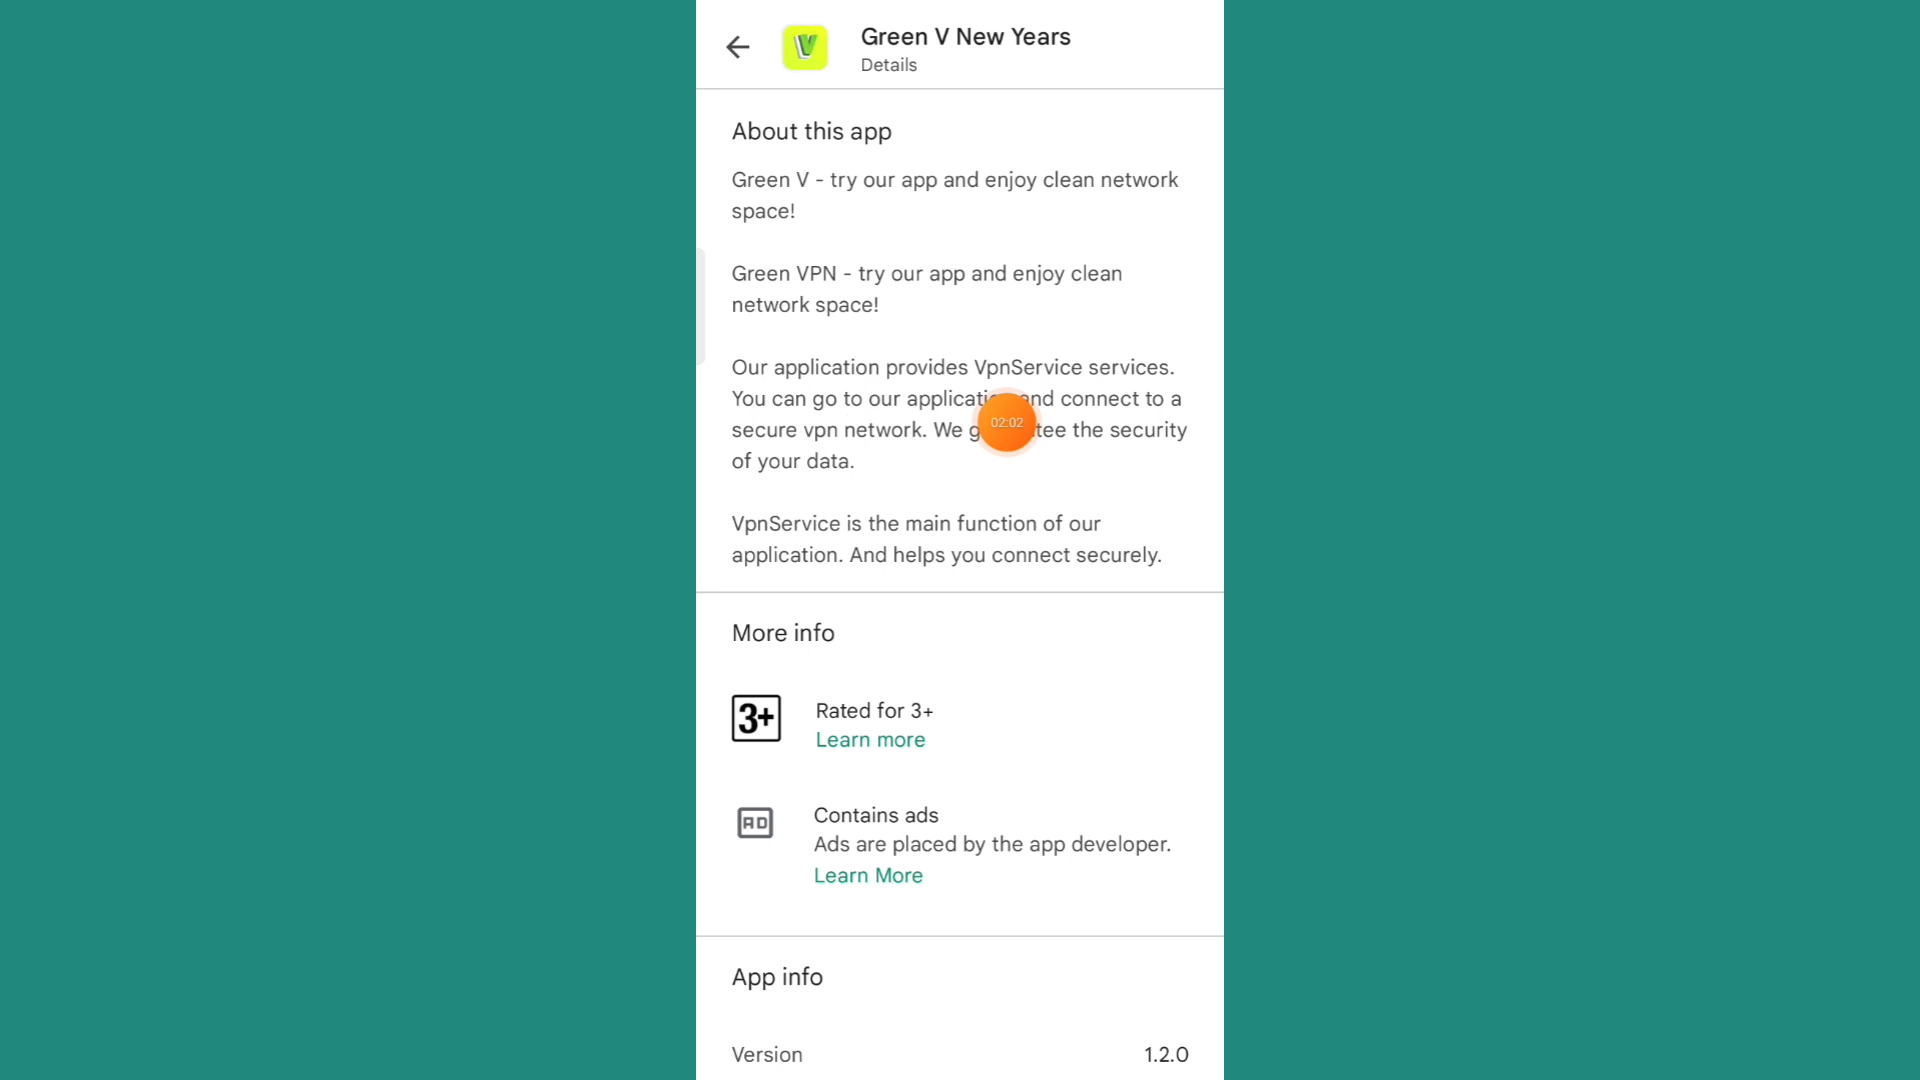 Green V New Years
Details
About this app
Green V - try our app and enjoy clean network
space!
Green VPN - try our app and enjoy clean
network space!
Our application provides VpnService services.
You can go to our and connect to a
secure vpn network. We the security
of your data.
02:02
VpnService is the main function of our
application. And helps you connect securely.
More info
3+
Rated for 3+
Learn more
AD
Contains ads
Ads are placed by the app developer.
Learn More
App info
Version
1.2.0